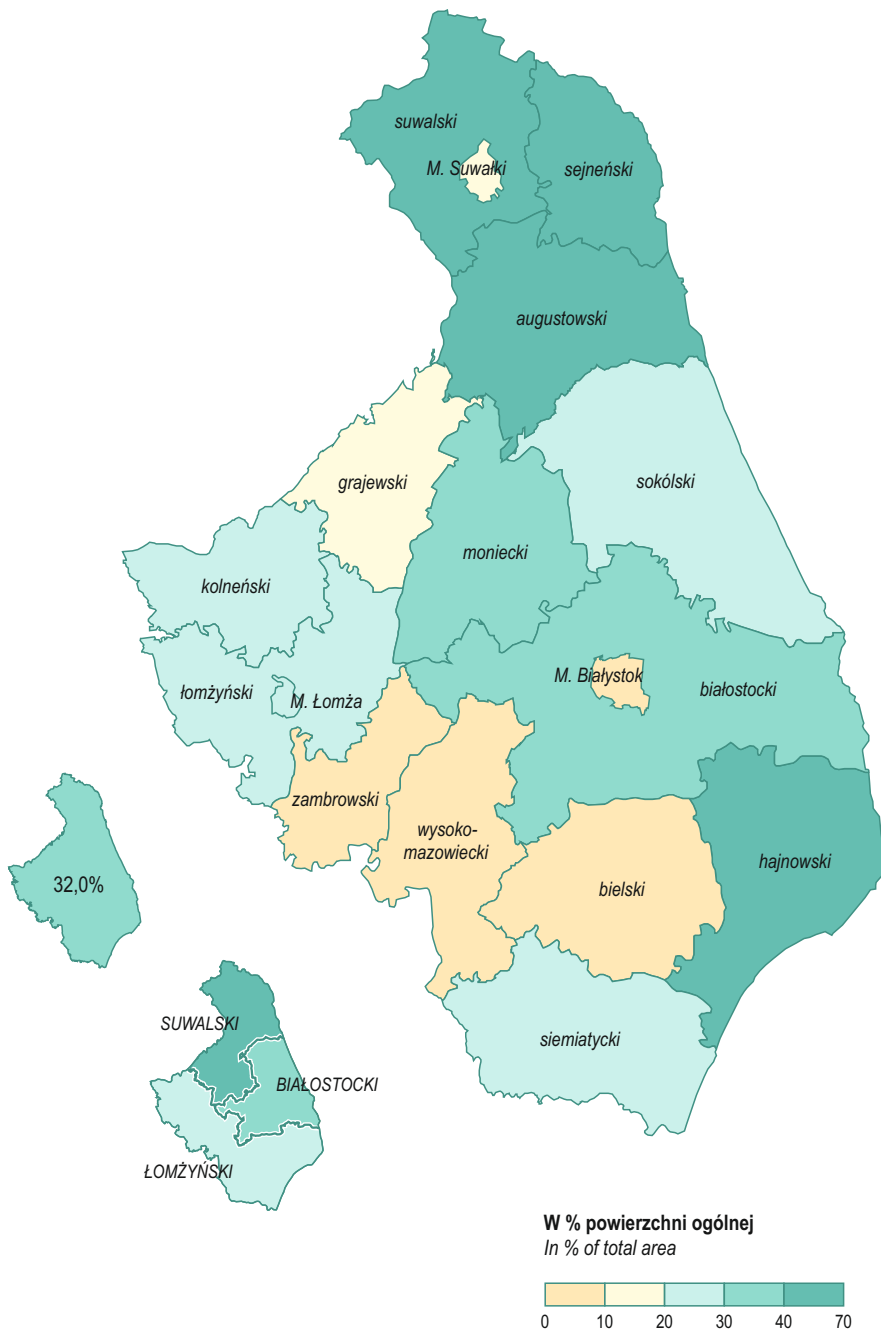 suwalski
M. Suwałki
sejneński
augustowski
grajewski
sokólski
moniecki
kolneński
łomżyński
M. Łomża
M. Białystok
białostocki
zambrowski
wysoko-
mazowiecki
bielski
hajnowski
siemiatycki
32,0%
SUWALSKI
BIAŁOSTOCKI
ŁOMŻYŃSKI
W % powierzchni ogólnej
In % of total area
0 10 20 30 40 70